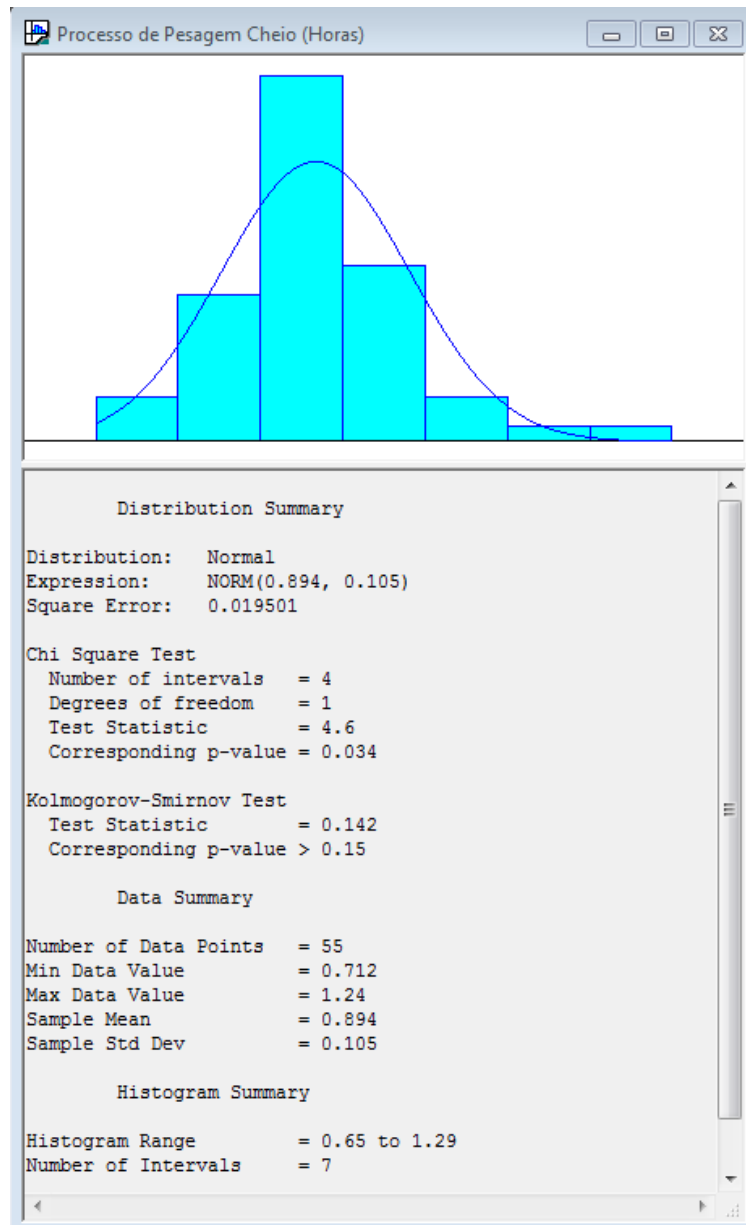 Processo de Pesagem Cheio (Horas)
Distribution Summary
Distribution: Normal
Expression: NORM(0.894, 0.105)
Square Error: 0.019501
Chi Square Test
Number of intervals = 4
Degrees of freedom = 1
Test Statistic = 4.6
Corresponding p-value = 0.034
Kolmogorov-Smirnov Test
Test Statistic = 0.142
Corresponding p-value > 0.15
Data Summary
Number of Data Points = 55
Min Data Value = 0.712
Max Data Value = 1.24
Sample Mean = 0.894
Sample Std Dev = 0.105
Histogram Summary
Histogram Range = 0.65 to 1.29
Number of Intervals = 7